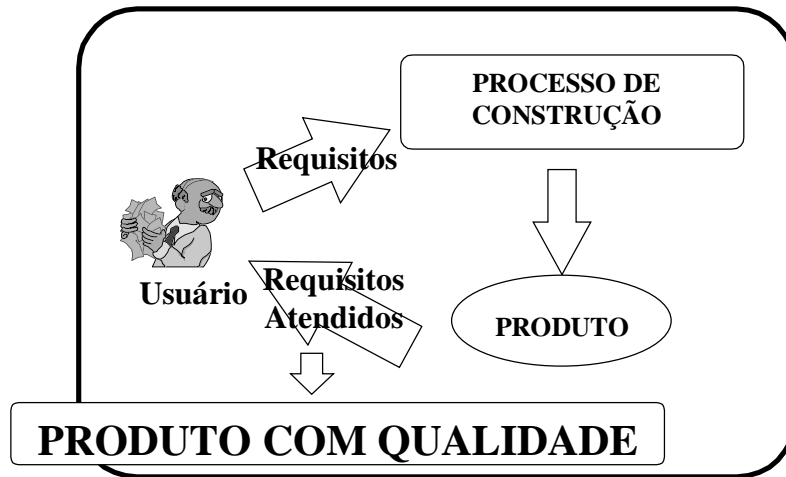 PROCESSO DE
CONSTRUÇÃO
Requisitos
Usuário
Requisitos
Atendidos
PRODUTO
PRODUTO COM QUALIDADE